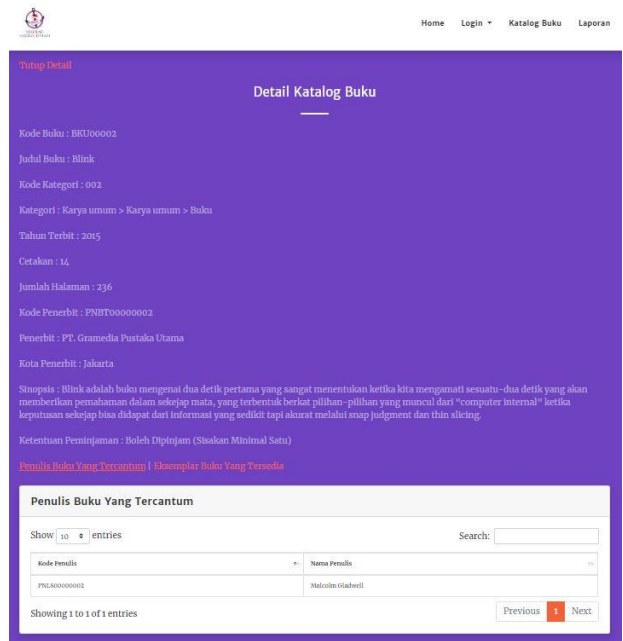 Home Login Katalog Buku Laporan
Tutup Detail
Detail Katalog Buku
Kode Buku : BKU00002
Judul Buku : Blink
Kode Kategori : 002
Kategori : Karya umum > Karya umum > Buku
Tahun Terbit : 2015
Cetakan : 14
Jumlah Halaman : 236
Kode Penerbit : PNBT00000002
Penerbit : PT. Gramedia Pustaka Utama
Kota Penerbit : Jakarta
Sinopsis : Blink adalah buku mengenai dua detik pertama yang sangat menentukan ketika kita mengamati sesuatu-dua detik yang akan
memberikan pemahaman dalam sekejap mata, yang terbentuk berkat pilihan-pilihan yang muncul dari "computer internal" ketika
keputusan sekejap bisa didapat dari informasi yang sedikit tapi akurat melalui snap judgment dan thin slicing.
Ketentuan Peminjaman : Boleh Dipinjam (Sisakan Minimal Satu)
Penulis Buku Yang Tercantum | Eksemplar Buku Yang Tersedia
Penulis Buku Yang Tercantum
Show 10 entries Search:
Kode Penulis Nama Penulis
PNLS00000002 Malcolm Gladwell
Showing 1 to 1 of 1 entries Previous 1 Next